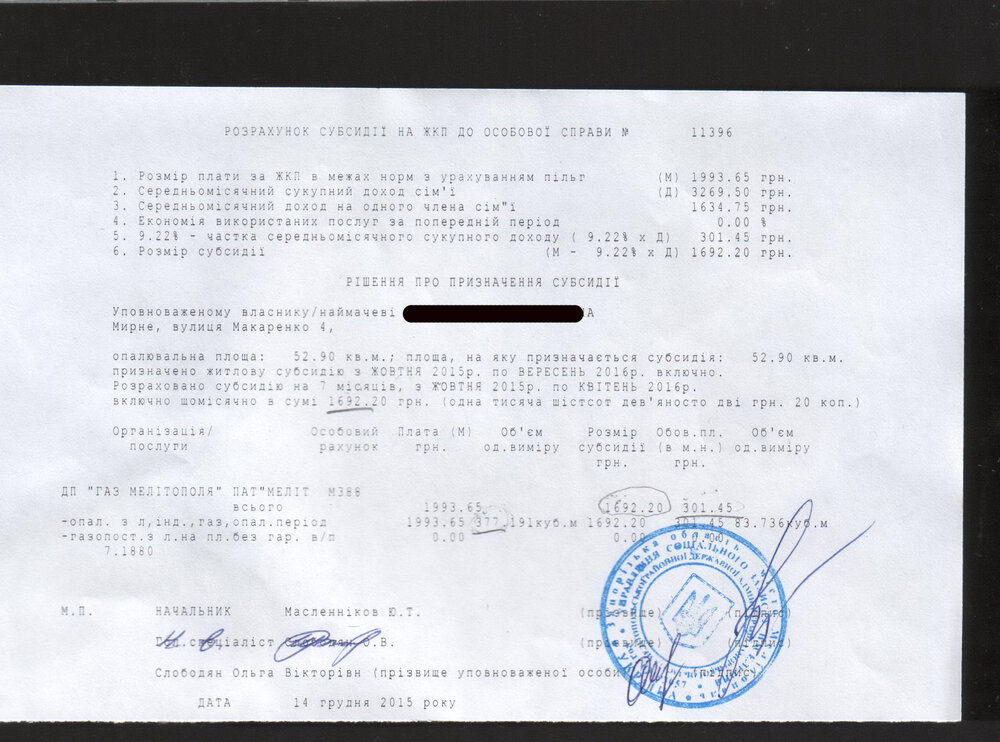 РОЗРАХУНОК СУБСИДІЇ НА ЖКП ДО ОСОБОВОЇ СПРАВИ № 11396
1. Розмір плати за ЖКП в межах норм з урахуванням пільг (М) 1993.65 грн.
2. Середньомісячний сукупний доход сім'ї (Д) 3269.50 грн.
3. Середньомісячний доход на одного члена сім"ї 1634.75 грн.
4. Економія використаних послуг за попередній період 0.00 %
5. 9.22% - частка середньомісячного сукупного доходу ( 9.22% x Д) 301.45 грн.
6. Розмір субсидії (М - 9.22% x Д) 1692.20 грн.
РІШЕННЯ ПРО ПРИЗНАЧЕННЯ СУБСИДІЇ
Уповноваженому власнику/наймачеві НА
Мирне, вулиця Макаренко 4,
опалювальна площа: 52.90 кв.м.; площа, на яку призначається субсидія: 52.90 кв.м.
призначено житлову субсидію з ЖОВТНЯ 2015р. по ВЕРЕСЕНЬ 2016р. включно.
Розраховано субсидію на 7 місяців, з ЖОВТНЯ 2015р. по КВІТЕНЬ 2016р.
включно щомісячно в сумі 1692.20 грн. (одна тисяча шістсот дев'яносто дві грн. 20 коп.)
Організація/ Особовий Плата (М) Об'єм Розмір Обов.пл. Об'єм
послуги рахунок грн. од.виміру субсидії (в м.н.) од.виміру
грн. грн.
ДП "ГАЗ МЕЛІТОПОЛЯ" ПАТ"МЕЛІТ М388
всього 1993.65 1692.20 301.45
-опал. з л,інд.,газ,опал.період 1993.65 377.191куб.м 1692.20 301.45 83.736куб.м
-газопост.з л.на пл.без гар. в/п 0.00 0.00 0.00
7.1880
М.П. НАЧАЛЬНИК Масленніков Ю.Т. (прізвище) (підпис)
спеціаліст О.В. (прізвище) (підпис)
Слободян Ольга Вікторівн (прізвище уповноваженої особи
ДАТА 14 грудня 2015 року